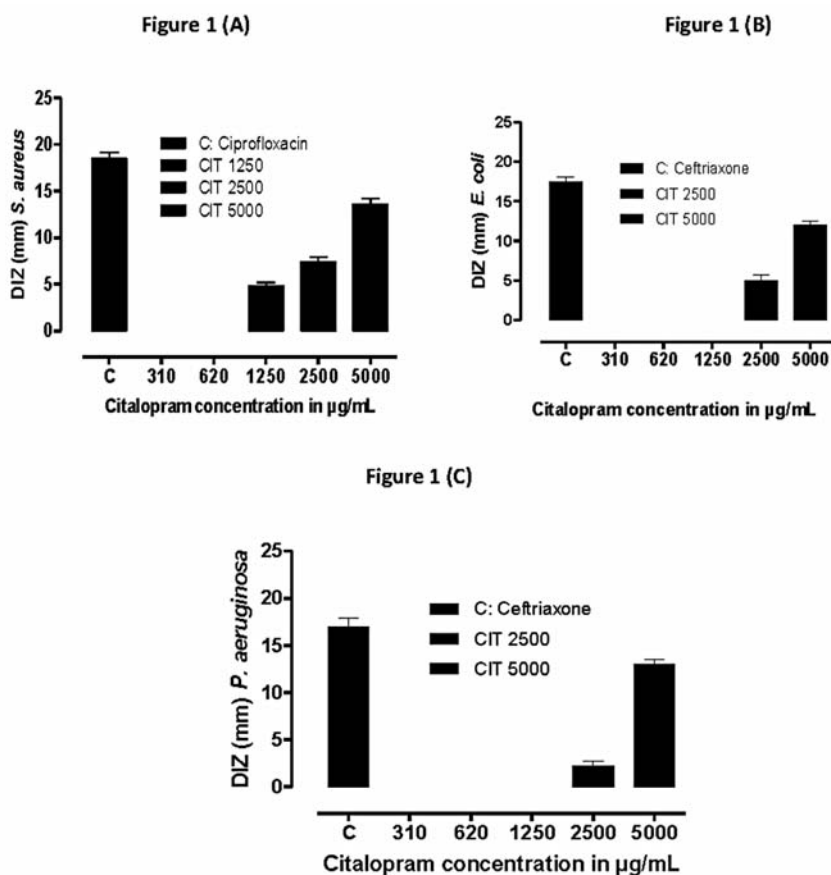 Figure 1 (A)
DIZ (mm) S. aureus
25
20
15
10
5
0
C: Ciprofloxacin
CIT 1250
CIT 2500
CIT 5000
C 310 620 1250 2500 5000
Citalopram concentration in µg/mL
Figure 1 (B)
DIZ (mm) E. coli
25
20
15
10
5
0
C: Ceftriaxone
CIT 2500
CIT 5000
C 310 620 1250 2500 5000
Citalopram concentration in µg/mL
Figure 1 (C)
DIZ (mm) P. aeruginosa
25
20
15
10
5
0
C: Ceftriaxone
CIT 2500
CIT 5000
C 310 620 1250 2500 5000
Citalopram concentration in µg/mL